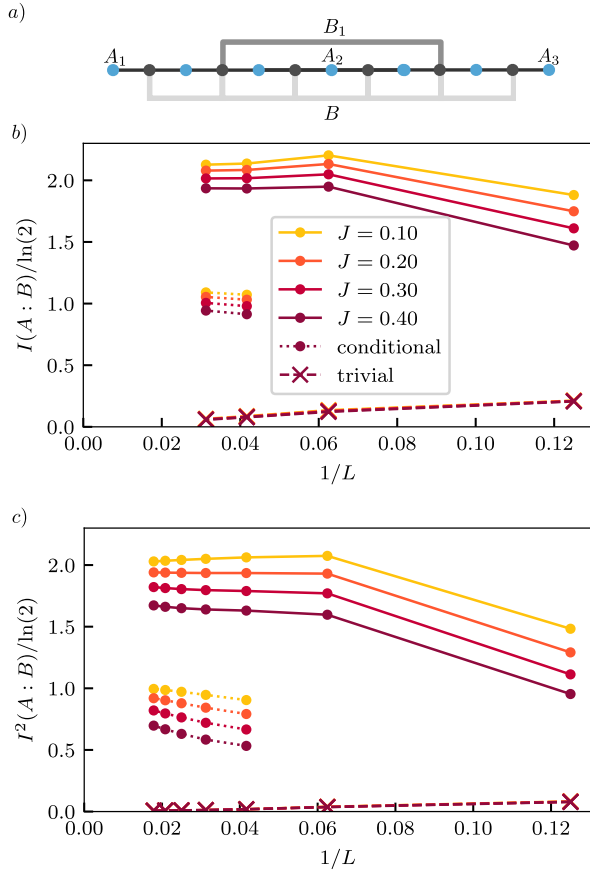 a)
B₁
A₁ A₂ A₃
B
b)
I(A : B)/ln(2)
2.0
1.5
1.0
0.5
0.0
J = 0.10
J = 0.20
J = 0.30
J = 0.40
conditional
trivial
0.00 0.02 0.04 0.06 0.08 0.10 0.12
1/L
c)
I²(A : B)/ln(2)
2.0
1.5
1.0
0.5
0.0
0.00 0.02 0.04 0.06 0.08 0.10 0.12
1/L